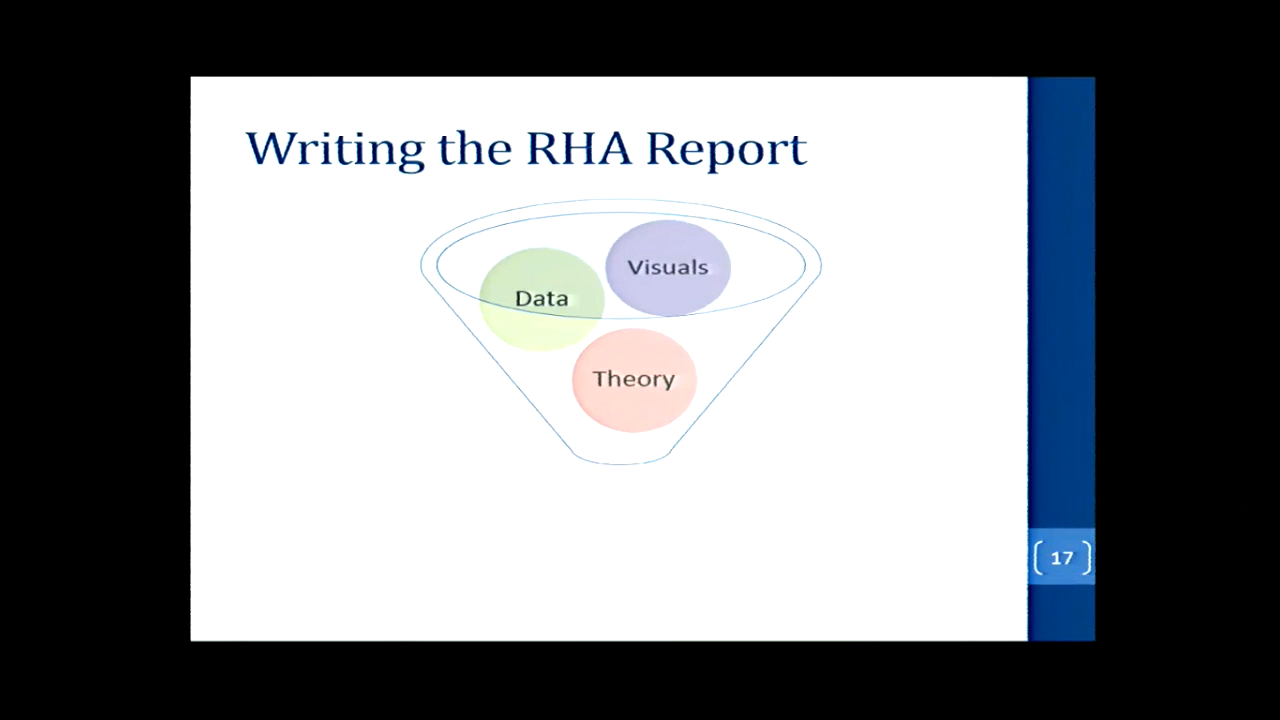 Writing the RHA Report
Visuals
Data
Theory
17